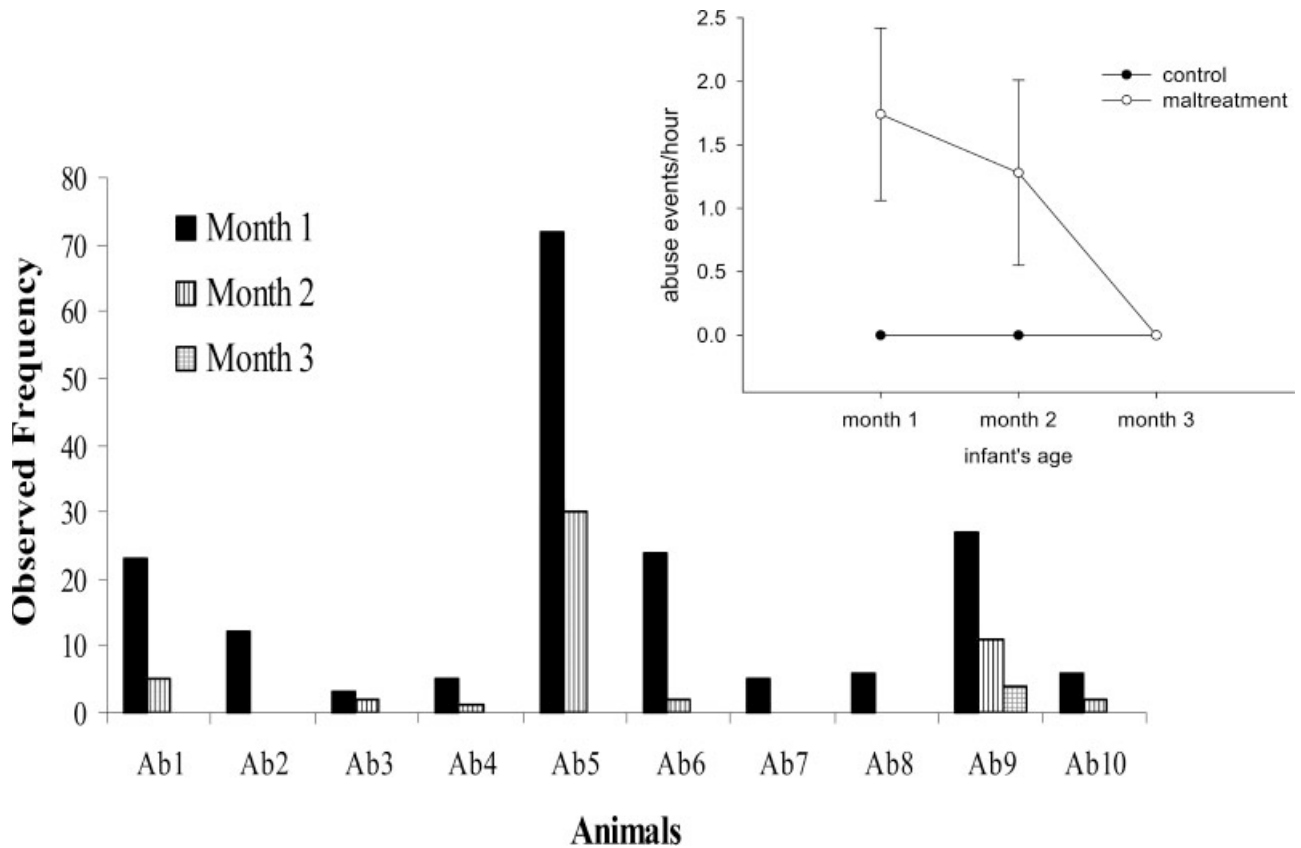 2.5
2.0
1.5
1.0
0.5
0.0
abuse events/hour
control
maltreatment
month 1 month 2 month 3
infant's age
80
70
60
50
40
30
20
10
0
Observed Frequency
Month 1
Month 2
Month 3
Ab1 Ab2 Ab3 Ab4 Ab5 Ab6 Ab7 Ab8 Ab9 Ab10
Animals